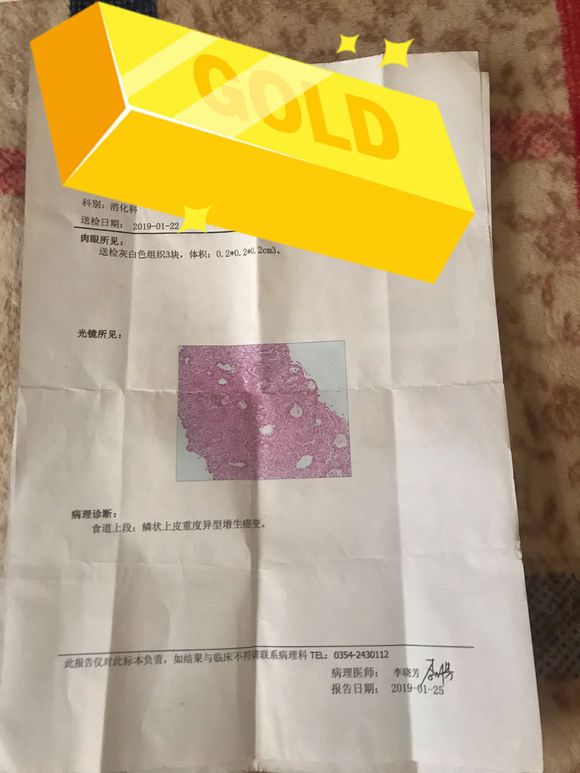 GOLD
科别：消化科
送检日期： 2019-01-22
肉眼所见：
送检灰白色组织3块，体积：0.2*0.2*0.2cm3。
光镜所见：
病理诊断：
食道上段：鳞状上皮重度异型增生癌变。
此报告仅对此标本负责，如结果与临床不符请联系病理科 TEL：0354-2430112
病理医师： 李晓芳
报告日期： 2019-01-25